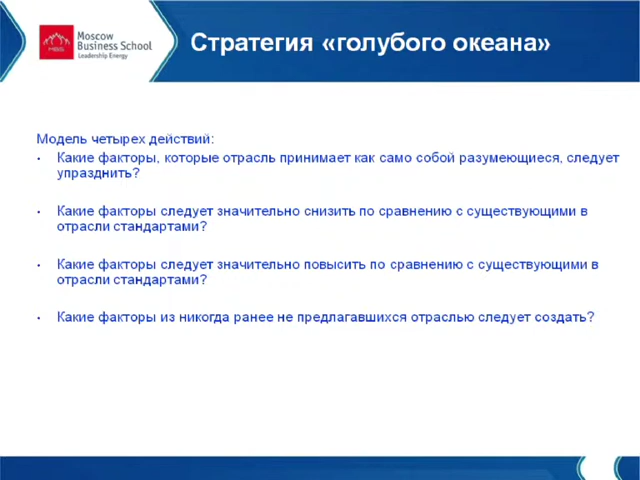 Moscow
Business School
Leadership Energy
MBS
Стратегия «голубого океана»
Модель четырех действий:
• Какие факторы, которые отрасль принимает как само собой разумеющиеся, следует
упразднить?
• Какие факторы следует значительно снизить по сравнению с существующими в
отрасли стандартами?
• Какие факторы следует значительно повысить по сравнению с существующими в
отрасли стандартами?
• Какие факторы из никогда ранее не предлагавшихся отраслью следует создать?